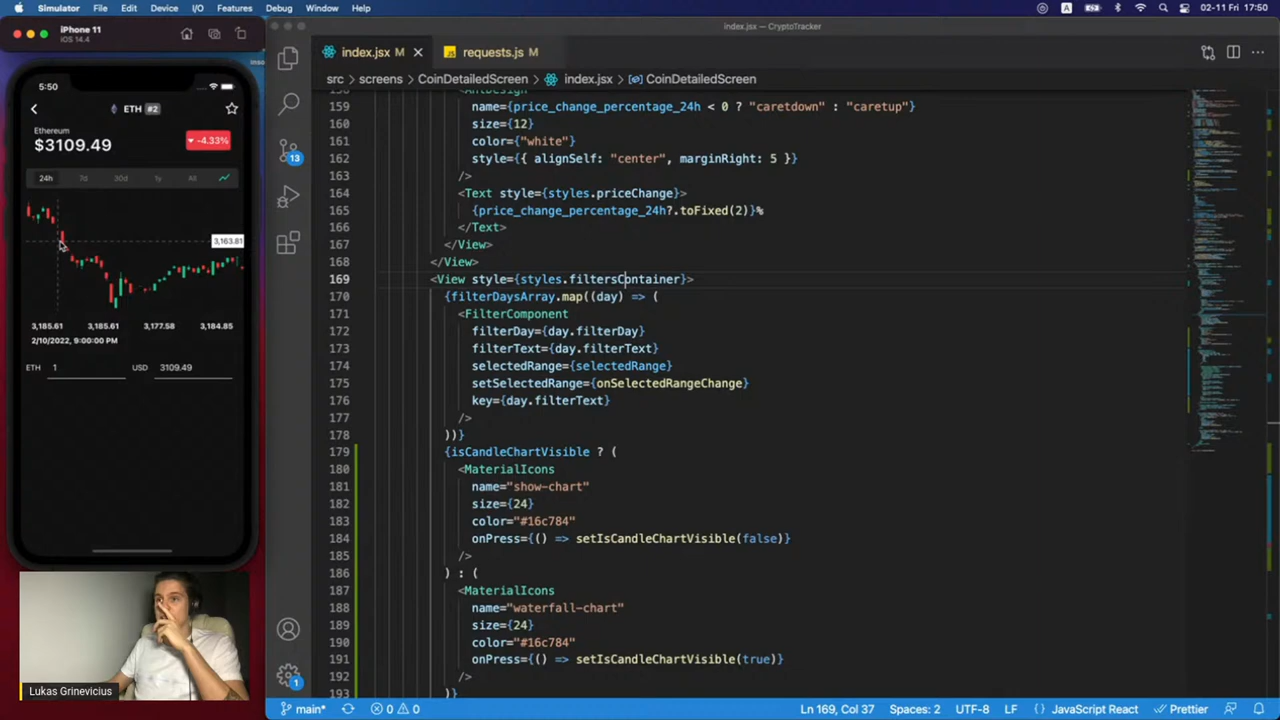 Simulator File Edit Device I/O Features Debug Window Help
A 02-11 Fri 17:50
iPhone 11
iOS 14.4
index.jsx — CryptoTracker
index.jsx M
JS requests.js M
src > screens > CoinDetailedScreen > index.jsx > CoinDetailedScreen
5:50
ETH #2
Ethereum
$3109.49
-4.33%
24h 7d 30d 1y All
3,163.81
3,185.61 3,185.61 3,177.58 3,184.85
2/10/2022, 9:00:00 PM
ETH 1 USD 3109.49
Lukas Grinevicius
13
1
158 <AntDesign
159 name={price_change_percentage_24h < 0 ? "caretdown" : "caretup"}
160 size={12}
161 color={"white"}
162 style={{ alignSelf: "center", marginRight: 5 }}
163 />
164 <Text style={styles.priceChange}>
165 {price_change_percentage_24h?.toFixed(2)}%
166 </Text>
167 </View>
168 </View>
169 <View style={styles.filtersContainer}>
170 {filterDaysArray.map((day) => (
171 <FilterComponent
172 filterDay={day.filterDay}
173 filterText={day.filterText}
174 selectedRange={selectedRange}
175 setSelectedRange={onSelectedRangeChange}
176 key={day.filterText}
177 />
178 ))}
179 {isCandleChartVisible ? (
180 <MaterialIcons
181 name="show-chart"
182 size={24}
183 color="#16c784"
184 onPress={() => setIsCandleChartVisible(false)}
185 />
186 ) : (
187 <MaterialIcons
188 name="waterfall-chart"
189 size={24}
190 color="#16c784"
191 onPress={() => setIsCandleChartVisible(true)}
192 />
193 )}
main* 0 0 Ln 169, Col 37 Spaces: 2 UTF-8 LF JavaScript React Prettier